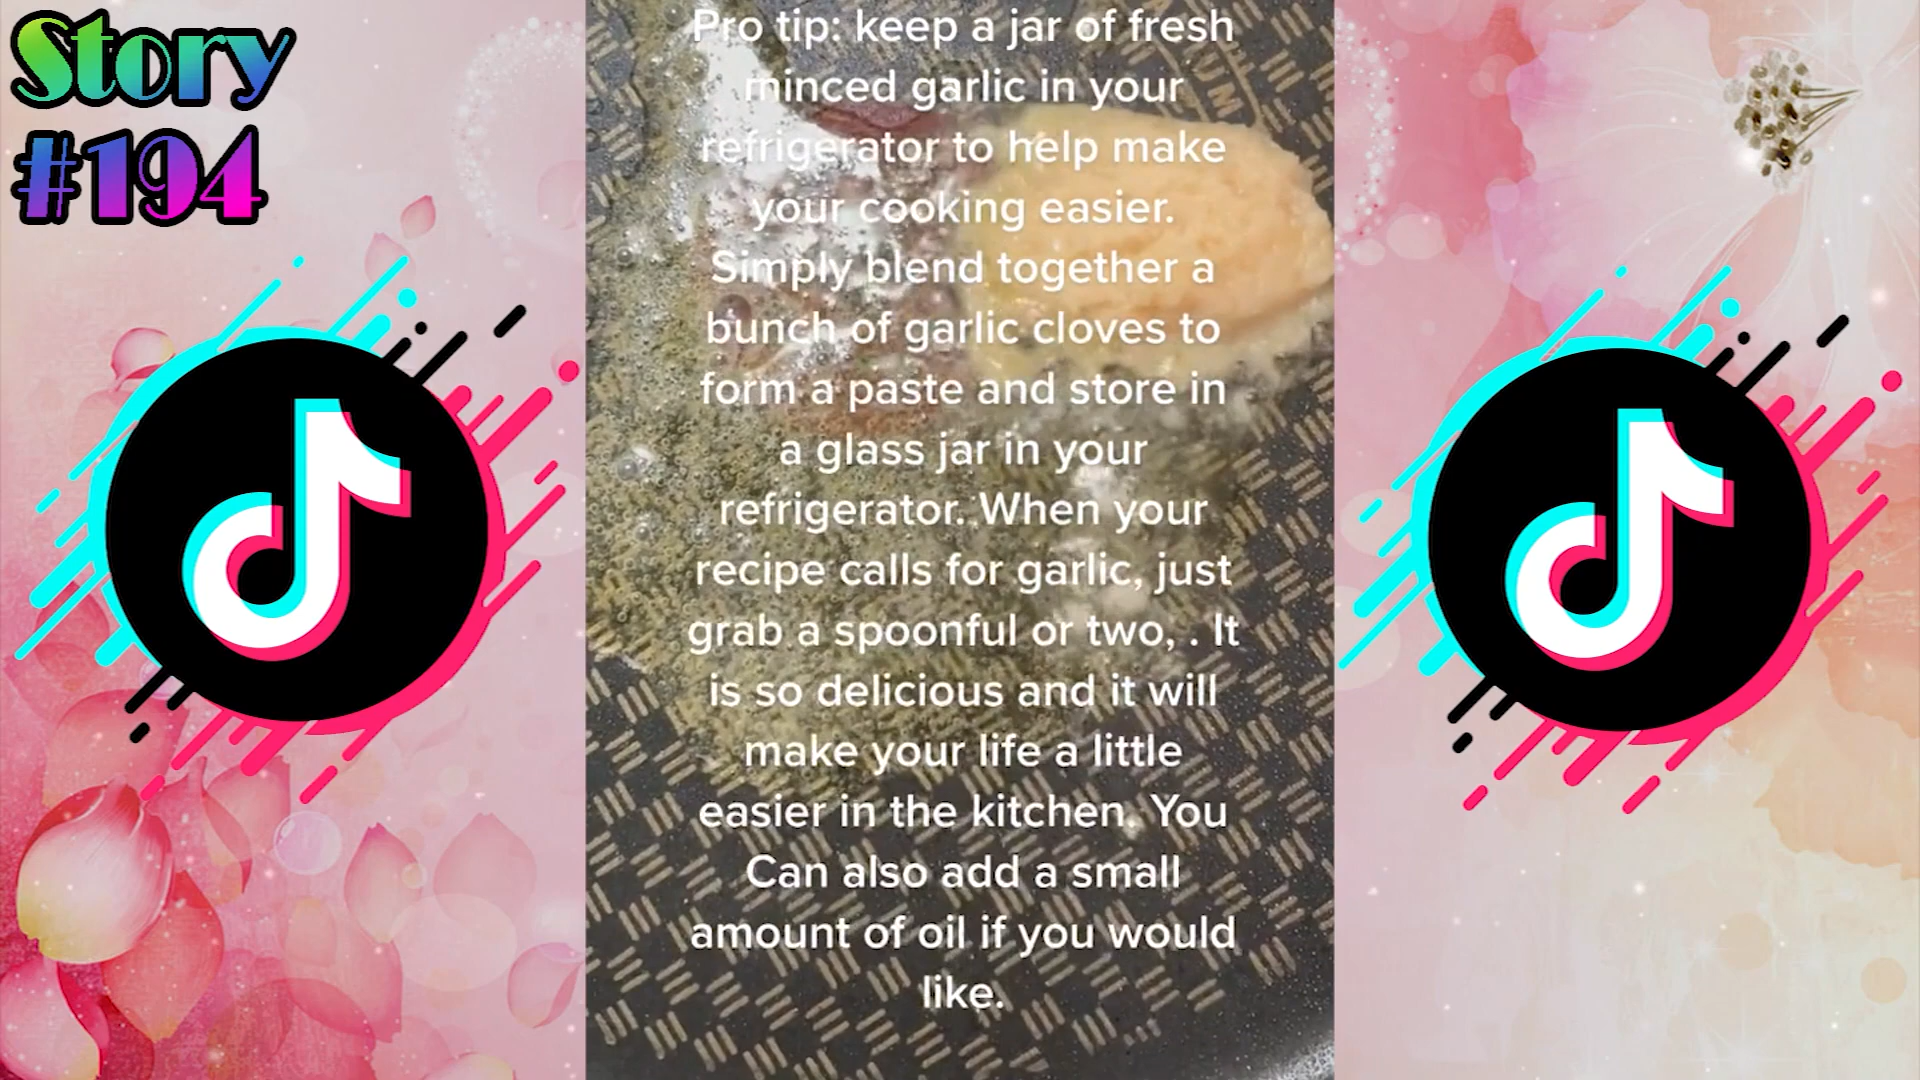 Story
#194
Pro tip: keep a jar of fresh
minced garlic in your
refrigerator to help make
your cooking easier.
Simply blend together a
bunch of garlic cloves to
form a paste and store in
a glass jar in your
refrigerator. When your
recipe calls for garlic, just
grab a spoonful or two, . It
is so delicious and it will
make your life a little
easier in the kitchen. You
Can also add a small
amount of oil if you would
like.